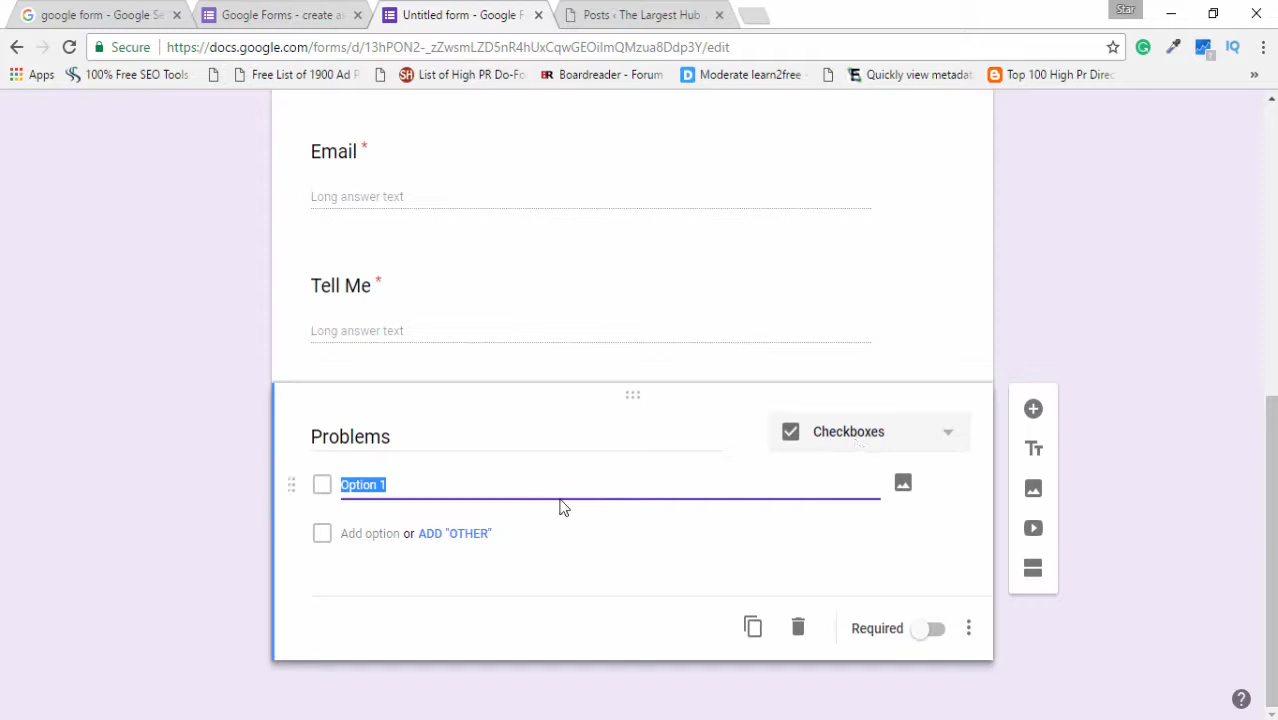 google form - Google Se
Google Forms - create an
Untitled form - Google F
Posts ‹ The Largest Hub
Star
Secure
https://docs.google.com/forms/d/13hPON2-_zZwsmLZD5nR4hUxCqwGEOilmQMzua8Ddp3Y/edit
Apps
100% Free SEO Tools
Free List of 1900 Ad P
SH
List of High PR Do-Fo
BR
Boardreader - Forum
D
Moderate learn2free
Quickly view metadat
Top 100 High Pr Direc
Email *
Long answer text
Tell Me *
Long answer text
Problems
Checkboxes
Option 1
Add option or ADD "OTHER"
Required